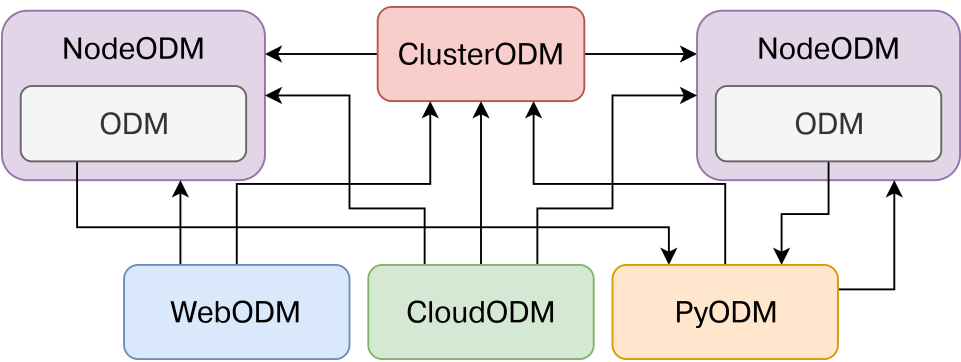 NodeODM
ClusterODM
NodeODM
ODM
ODM
WebODM
CloudODM
PyODM